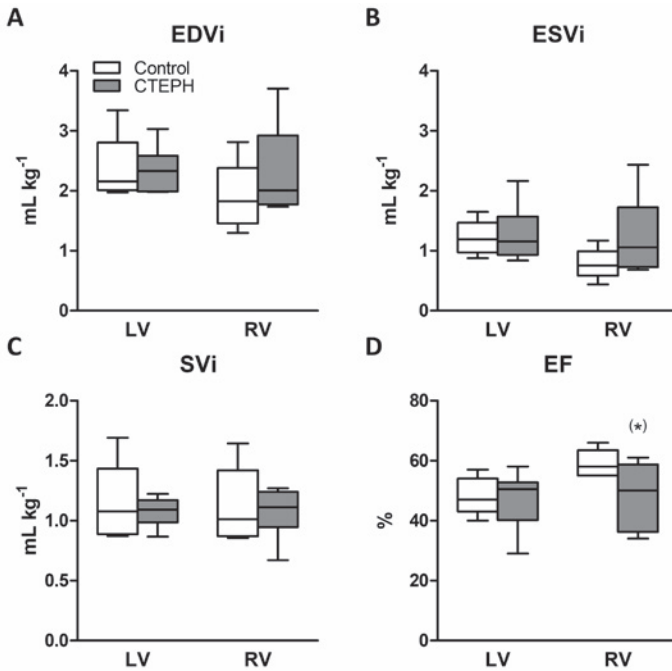 A
EDVi
mL kg⁻¹
4
3
2
1
0
Control
CTEPH
LV RV
B
ESVi
mL kg⁻¹
4
3
2
1
0
LV RV
C
SVi
mL kg⁻¹
2.0
1.5
1.0
0.5
0.0
LV RV
D
EF
%
80
60
40
20
0
(*)
LV RV